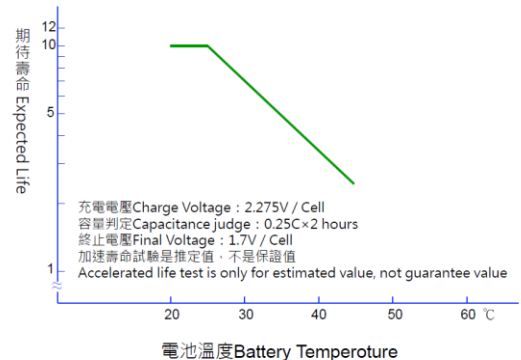 期待壽命 Expected Life
12
10
5
1
充電電壓Charge Voltage：2.275V / Cell
容量判定Capacitance judge：0.25C×2 hours
終止電壓Final Voltage：1.7V / Cell
加速壽命試驗是推定值，不是保證值
Accelerated life test is only for estimated value, not guarantee value
20 30 40 50 60 ℃
電池溫度Battery Temperoture